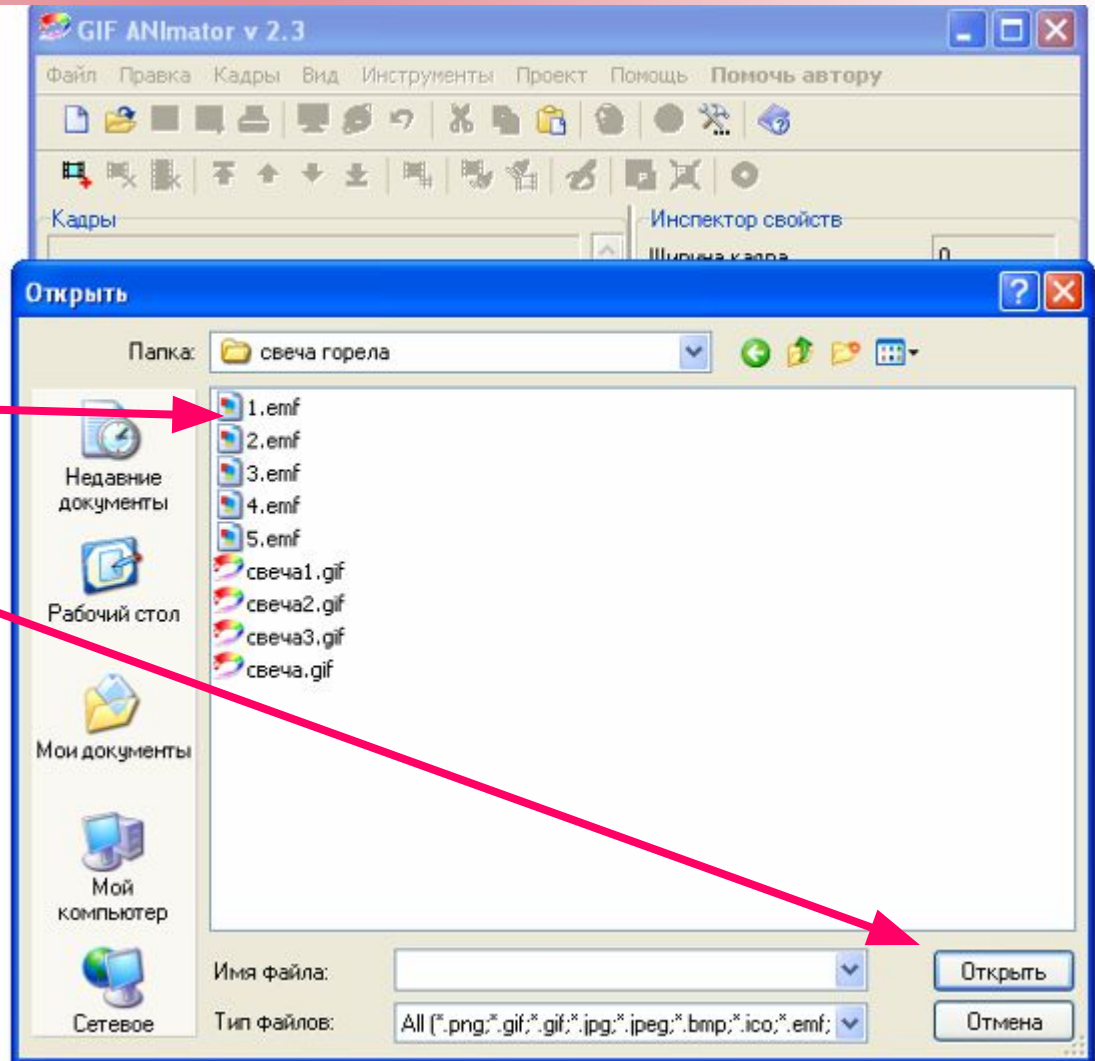 GIF ANImator v 2.3
Файл Правка Кадры Вид Инструменты Проект Помощь Помочь автору
Кадры
Инспектор свойств
Ширина кадра 0
Открыть
Папка: свеча горела
1.emf
2.emf
3.emf
4.emf
5.emf
свеча1.gif
свеча2.gif
свеча3.gif
свеча.gif
Недавние
документы
Рабочий стол
Мои документы
Мой
компьютер
Сетевое
Имя файла:
Открыть
Тип файлов: All (*.png;*.gif;*.gif;*.jpg;*.jpeg;*.bmp;*.ico;*.emf;
Отмена